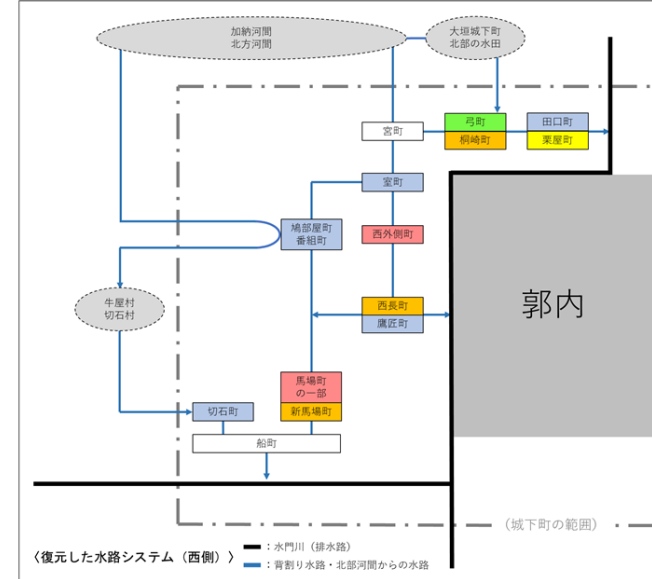 加納河間
北方河間
大垣城下町
北部の水田
宮町
弓町
桐崎町
田口町
栗屋町
室町
鳩部屋町
番組町
西外側町
牛屋村
切石村
西長町
鷹匠町
郭内
馬場町
の一部
新馬場町
切石町
船町
（城下町の範囲）
〈復元した水路システム（西側）〉
：水門川（排水路）
：背割り水路・北部河間からの水路